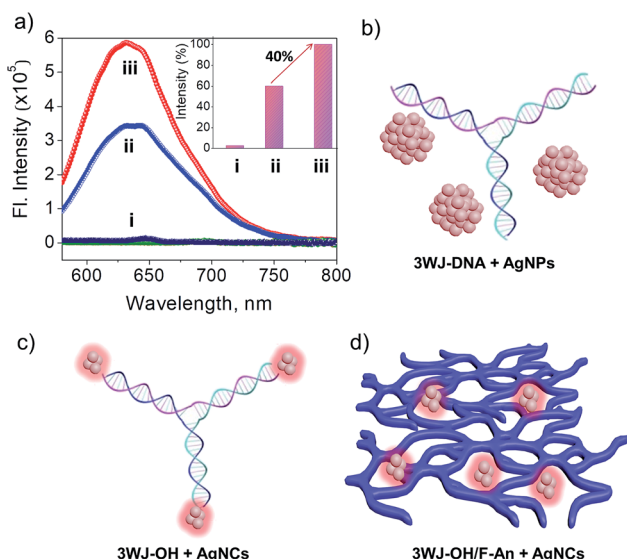 a)
Fl. Intensity (x10⁵)
6
5
4
3
2
1
0
600
650
700
750
800
Wavelength, nm
iii
ii
i
Intensity (%)
100
80
60
40
20
0
40%
i
ii
iii
b)
3WJ-DNA + AgNPs
c)
3WJ-OH + AgNCs
d)
3WJ-OH/F-An + AgNCs